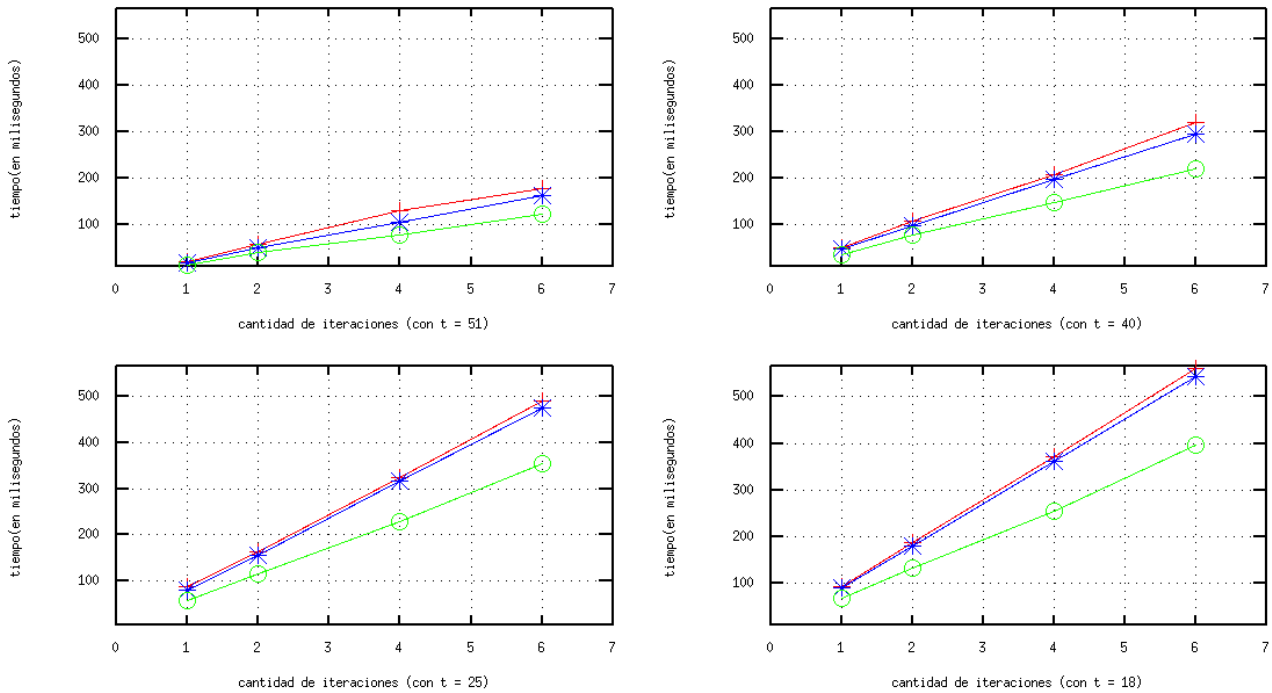 500 500
400 400
300 300
200 200
100 100
tiempo(en milisegundos) tiempo(en milisegundos)
0 1 2 3 4 5 6 7 0 1 2 3 4 5 6 7
cantidad de iteraciones (con t = 51) cantidad de iteraciones (con t = 40)
500 500
400 400
300 300
200 200
100 100
tiempo(en milisegundos) tiempo(en milisegundos)
0 1 2 3 4 5 6 7 0 1 2 3 4 5 6 7
cantidad de iteraciones (con t = 25) cantidad de iteraciones (con t = 18)